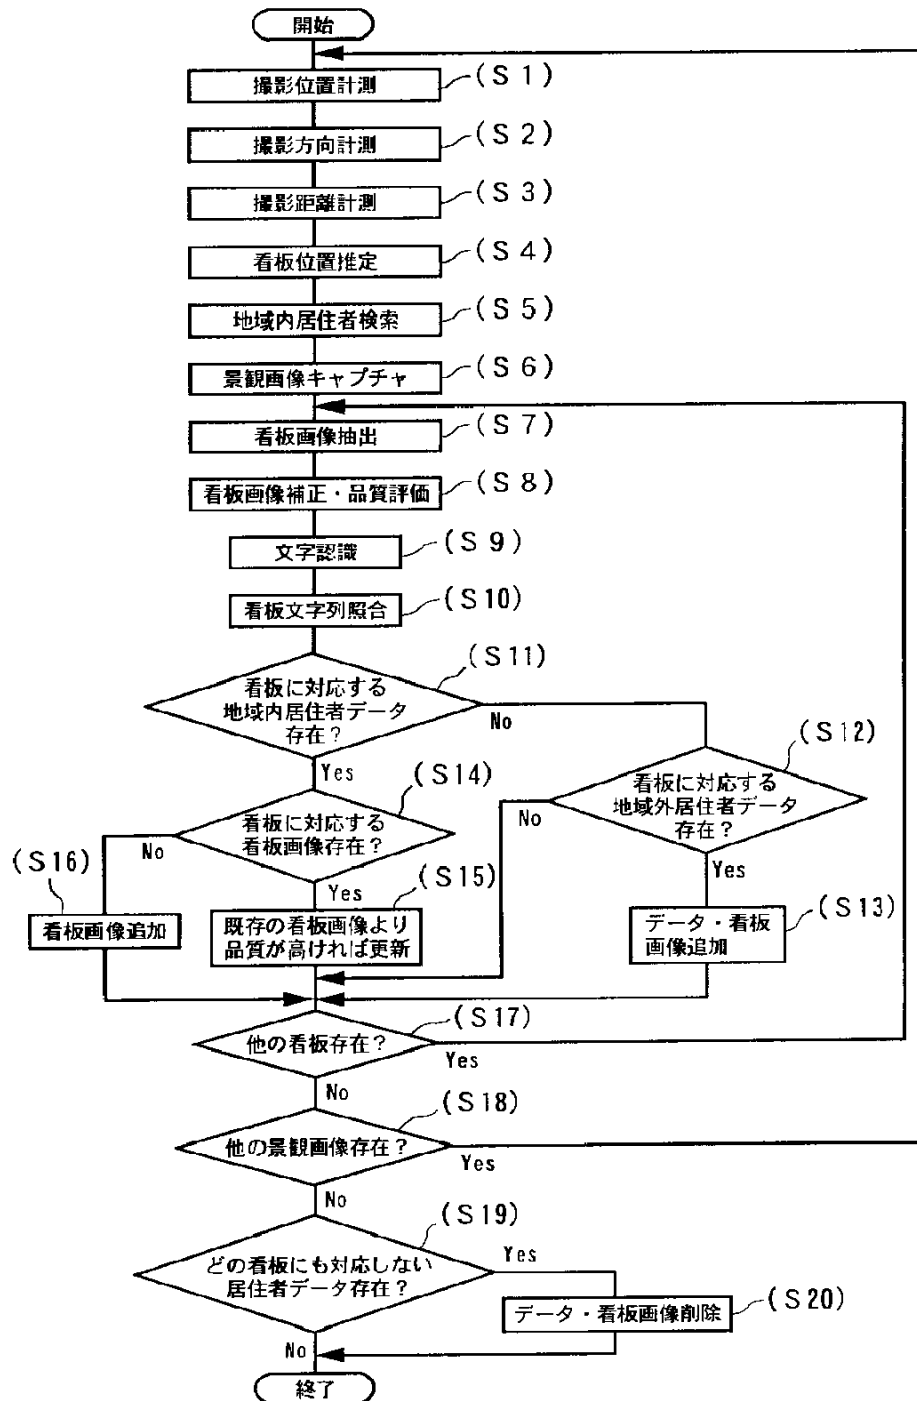 開始
撮影位置計測
(S1)
撮影方向計測
(S2)
撮影距離計測
(S3)
看板位置推定
(S4)
地域内居住者検索
(S5)
景観画像キャプチャ
(S6)
看板画像抽出
(S7)
看板画像補正・品質評価
(S8)
文字認識
(S9)
看板文字列照合
(S10)
看板に対応する
地域内居住者データ
存在?
(S11)
No
Yes
看板に対応する
地域外居住者データ
存在?
(S12)
No
Yes
データ・看板
画像追加
(S13)
看板に対応する
看板画像存在?
(S14)
No
Yes
既存の看板画像より
品質が高ければ更新
(S15)
看板画像追加
(S16)
他の看板存在?
(S17)
Yes
No
他の景観画像存在?
(S18)
Yes
No
どの看板にも対応しない
居住者データ存在?
(S19)
Yes
データ・看板画像削除
(S20)
No
終了